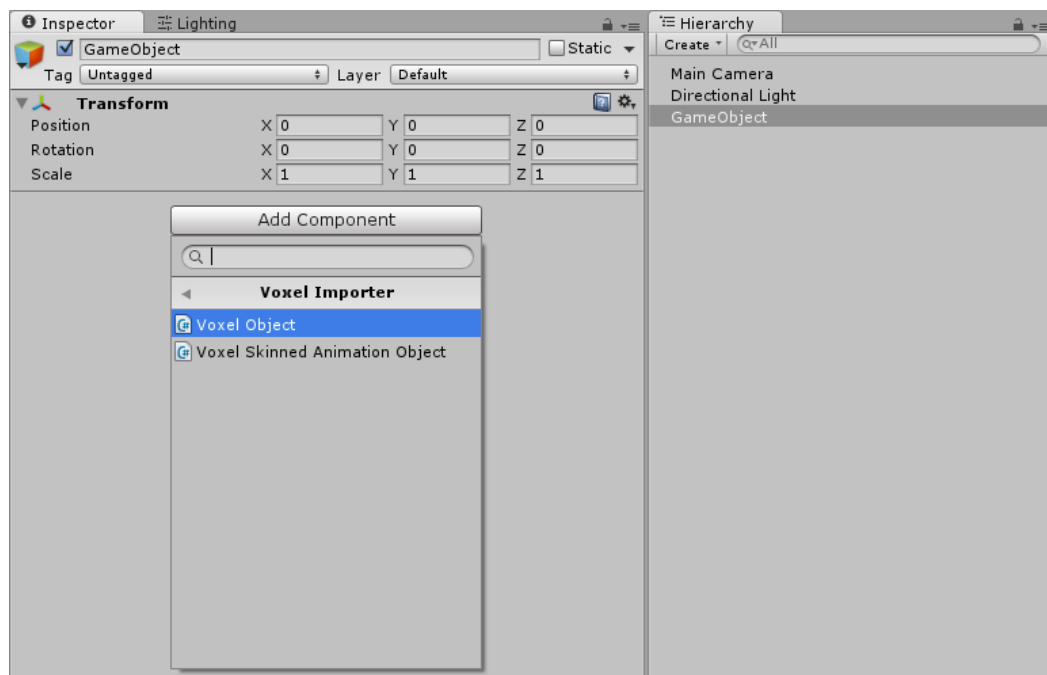 Inspector Lighting
GameObject Static
Tag Untagged Layer Default
Transform
Position X 0 Y 0 Z 0
Rotation X 0 Y 0 Z 0
Scale X 1 Y 1 Z 1
Add Component
Voxel Importer
Voxel Object
Voxel Skinned Animation Object
Hierarchy
Create All
Main Camera
Directional Light
GameObject